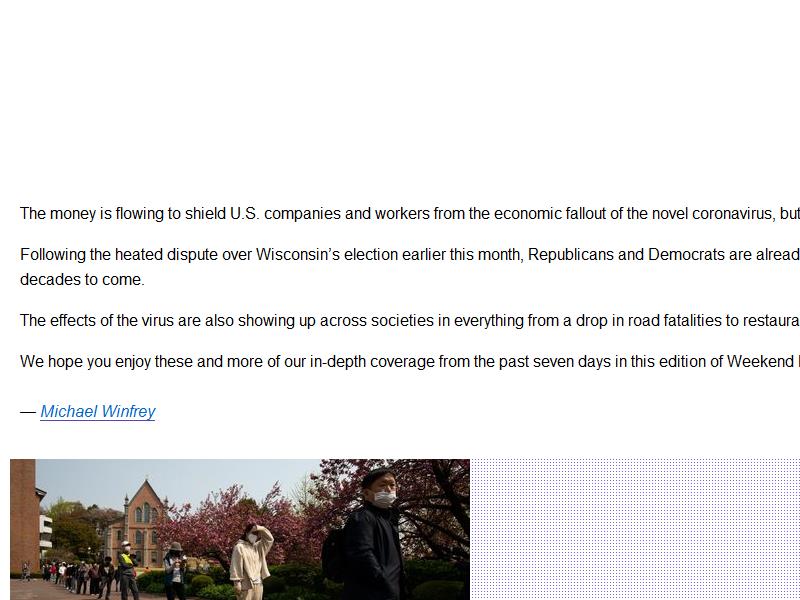 The money is flowing to shield U.S. companies and workers from the economic fallout of the novel coronavirus, but
Following the heated dispute over Wisconsin’s election earlier this month, Republicans and Democrats are alread
decades to come.
The effects of the virus are also showing up across societies in everything from a drop in road fatalities to restaura
We hope you enjoy these and more of our in-depth coverage from the past seven days in this edition of Weekend
— Michael Winfrey